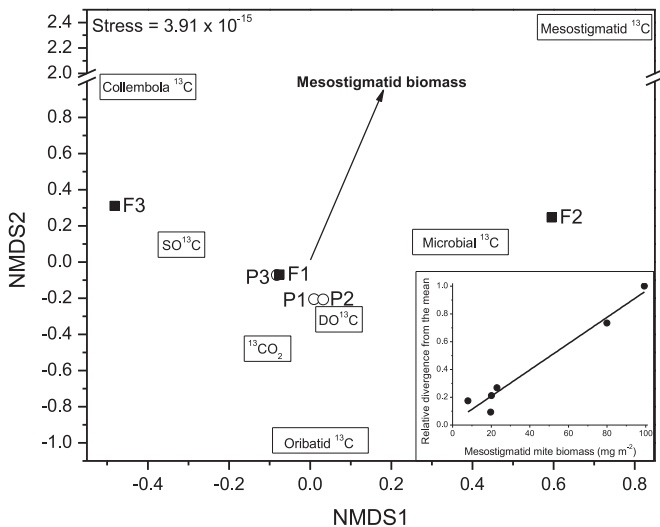 Stress = 3.91 x 10⁻¹⁵
Mesostigmatid ¹³C
Collembola ¹³C
Mesostigmatid biomass
F3
F2
SO¹³C
Microbial ¹³C
P3
F1
P1
P2
DO¹³C
¹³CO₂
Oribatid ¹³C
2.4
2.2
2.0
0.8
0.6
0.4
0.2
0.0
-0.2
-0.4
-0.6
-0.8
-1.0
NMDS2
-0.4
-0.2
0.0
0.2
0.4
0.6
0.8
NMDS1
1.0
0.8
0.6
0.4
0.2
0.0
Relative divergence from the mean
0
20
40
60
80
100
Mesostigmatid mite biomass (mg m⁻²)